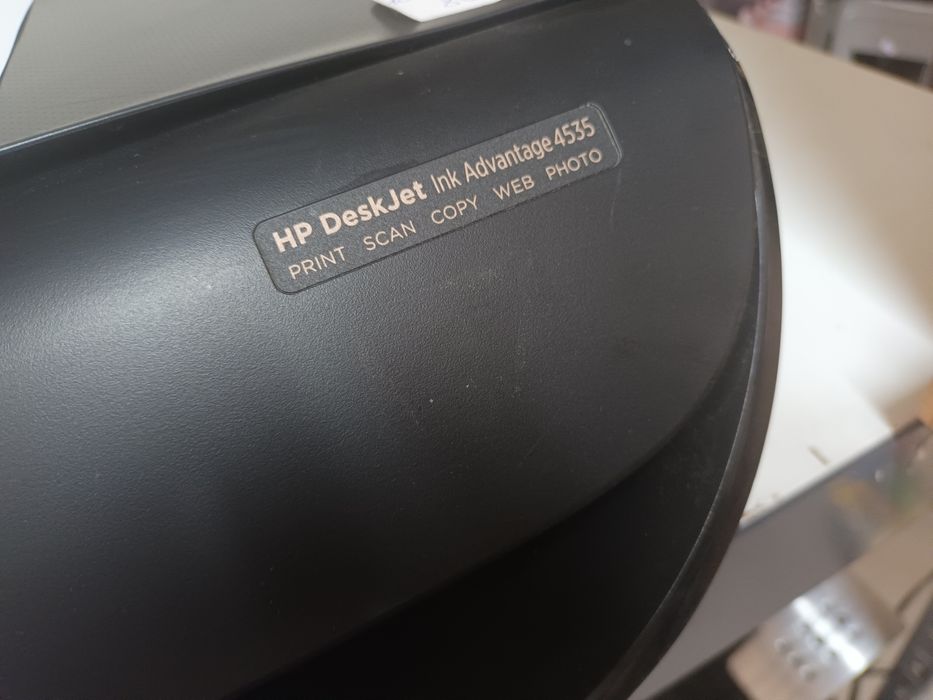 HP DeskJet Ink Advantage 4535
PRINT SCAN COPY WEB PHOTO